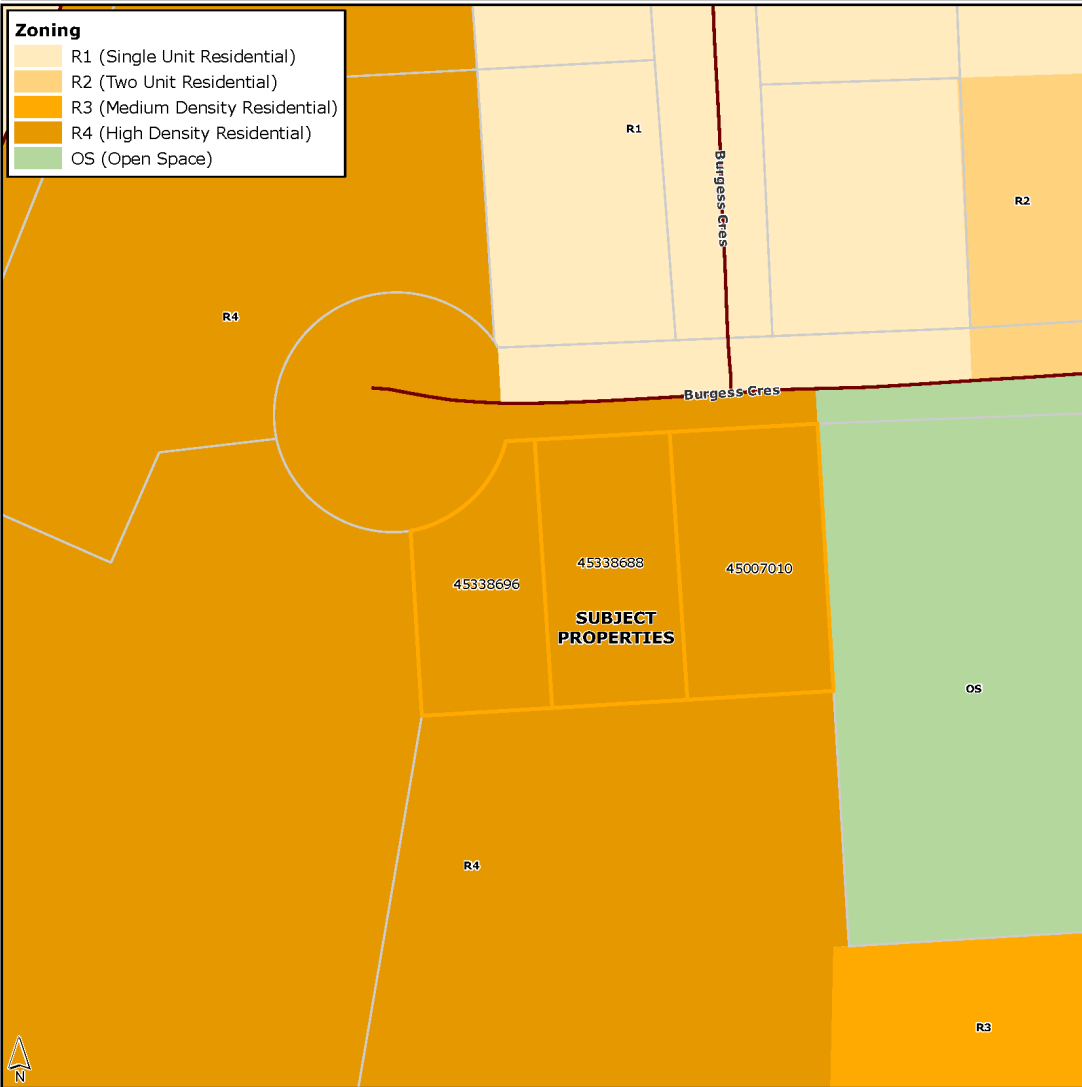 Zoning
R1 (Single Unit Residential)
R2 (Two Unit Residential)
R3 (Medium Density Residential)
R4 (High Density Residential)
OS (Open Space)
R1
Burgess Cres
R2
R4
Burgess Cres
45338696
45338688
45007010
SUBJECT
PROPERTIES
OS
R4
R3
N